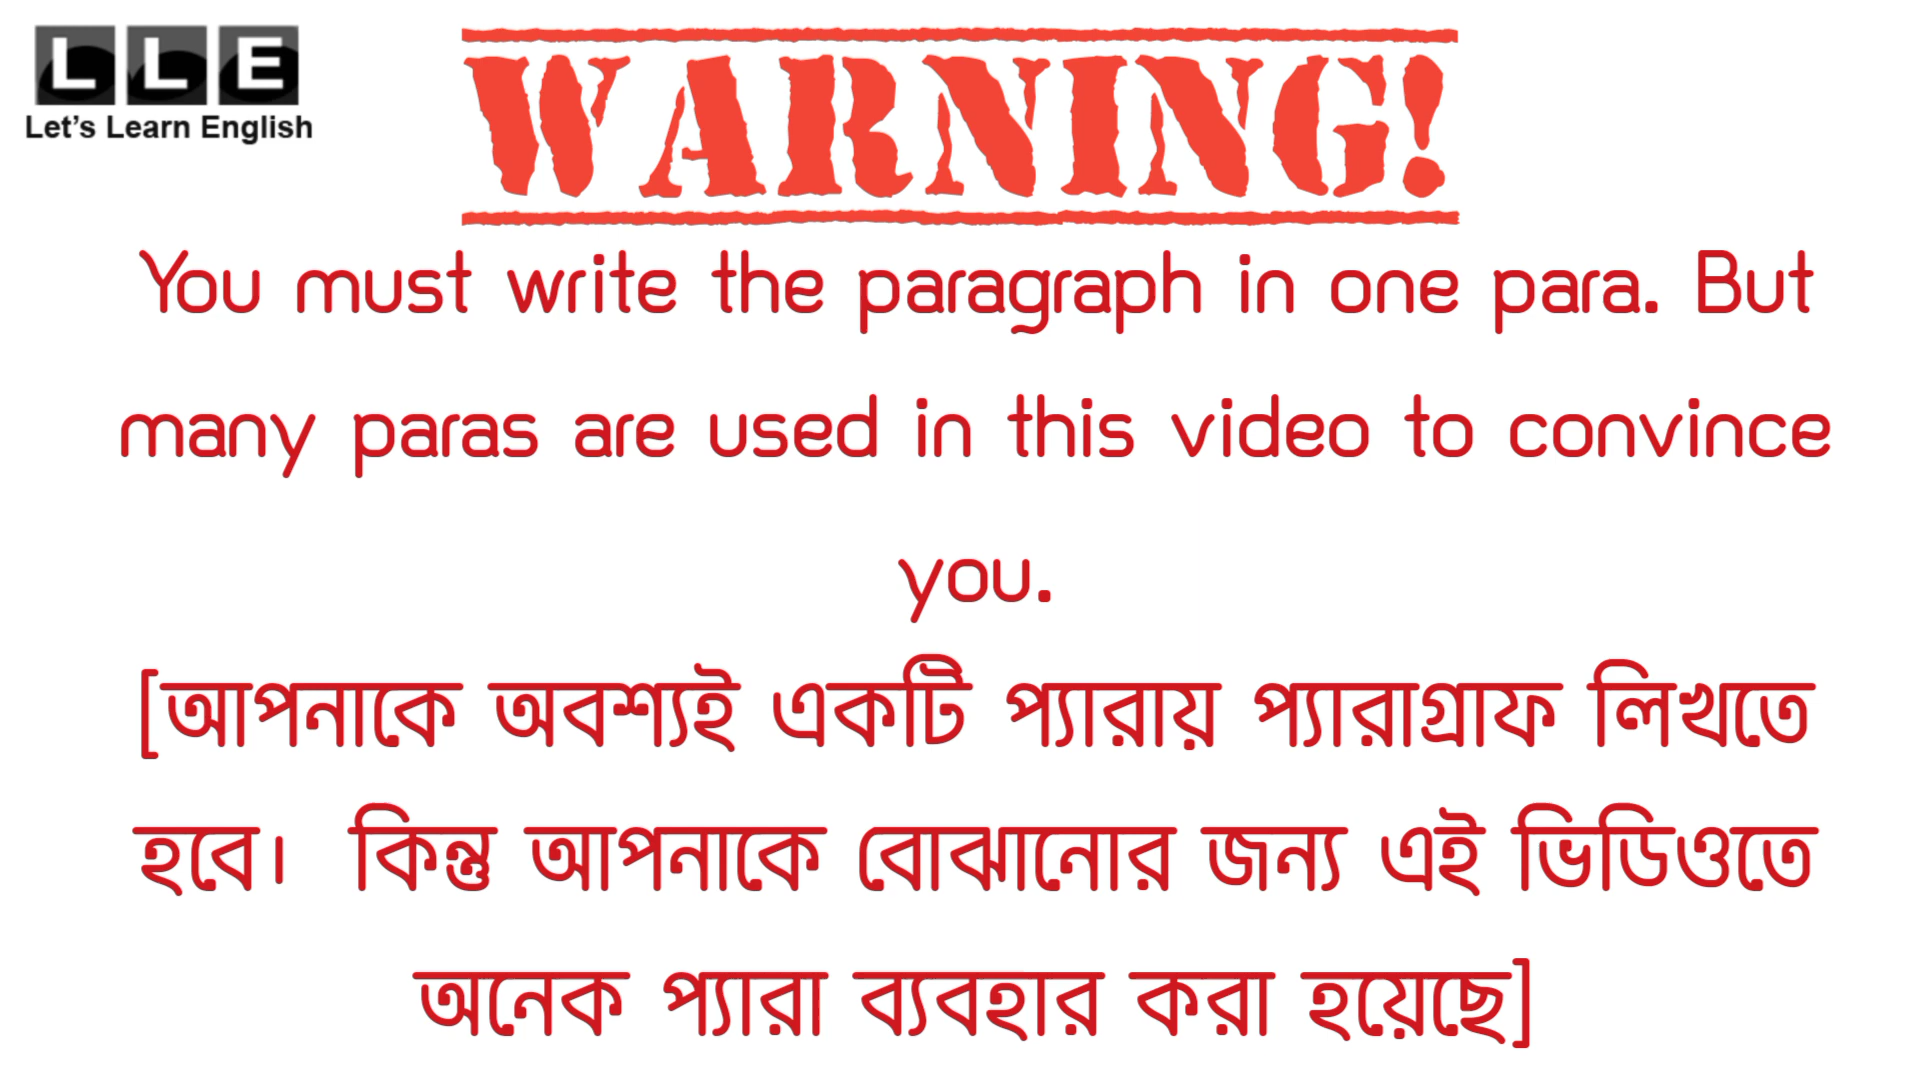 LLE
Let's Learn English
WARNING!
You must write the paragraph in one para. But
many paras are used in this video to convince
you.
[আপনাকে অবশ্যই একটি প্যারায় প্যারাগ্রাফ লিখতে
হবে। কিন্তু আপনাকে বোঝানোর জন্য এই ভিডিওতে
অনেক প্যারা ব্যবহার করা হয়েছে]